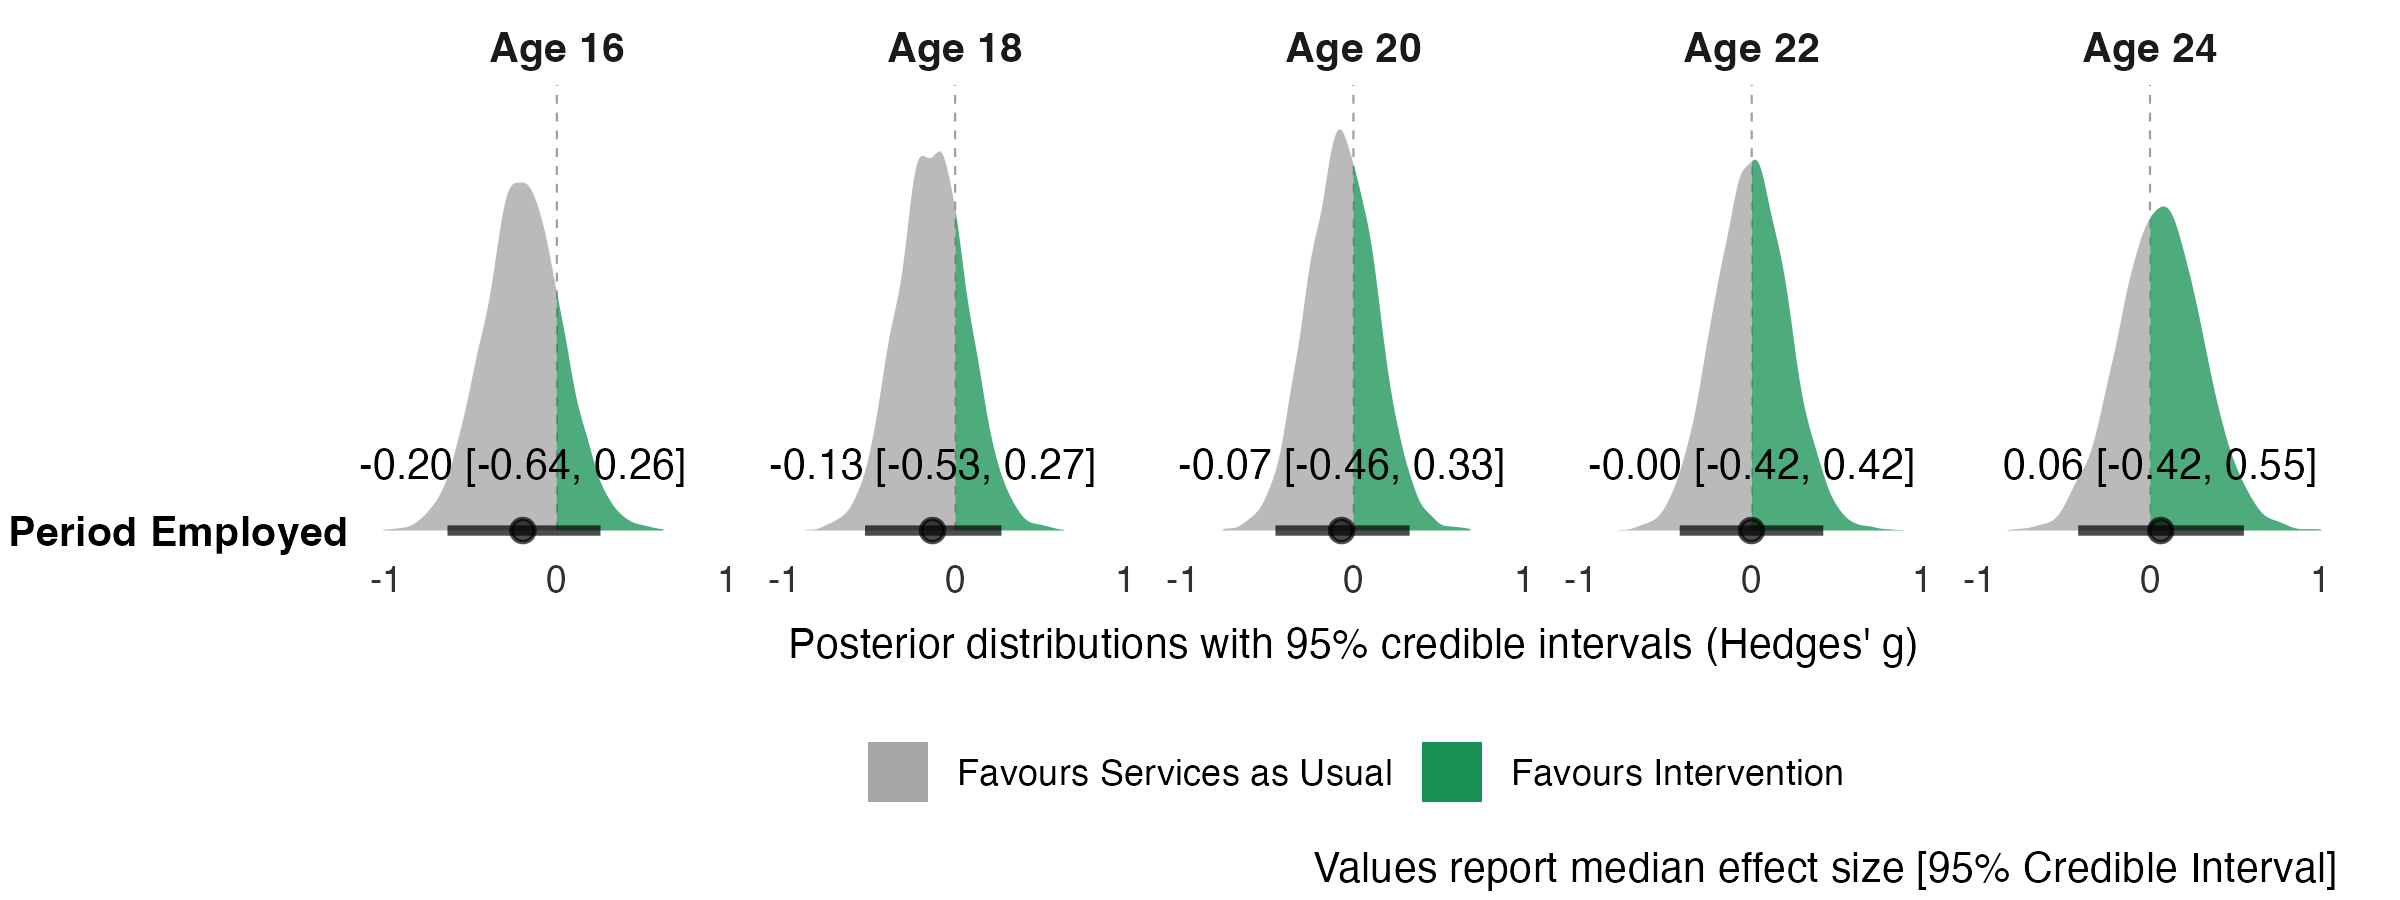 Age 16 Age 18 Age 20 Age 22 Age 24
-0.20 [-0.64, 0.26] -0.13 [-0.53, 0.27] -0.07 [-0.46, 0.33] -0.00 [-0.42, 0.42] 0.06 [-0.42, 0.55]
Period Employed
-1 0 1 -1 0 1 -1 0 1 -1 0 1 -1 0 1
Posterior distributions with 95% credible intervals (Hedges' g)
Favours Services as Usual Favours Intervention
Values report median effect size [95% Credible Interval]